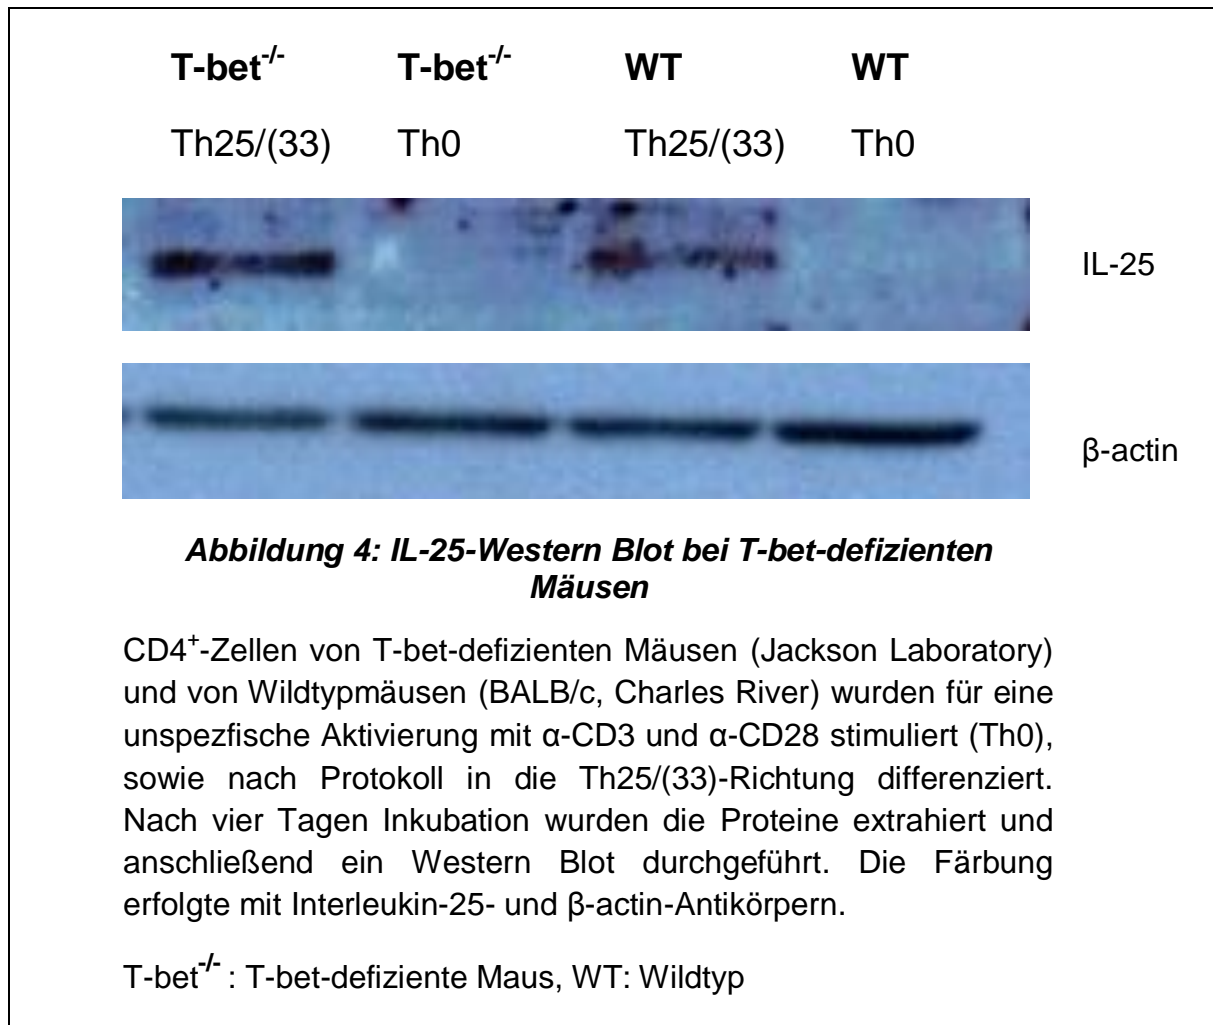 T-bet-/- T-bet-/- WT WT
Th25/(33) Th0 Th25/(33) Th0
IL-25
β-actin
Abbildung 4: IL-25-Western Blot bei T-bet-defizienten
Mäusen
CD4+-Zellen von T-bet-defizienten Mäusen (Jackson Laboratory)
und von Wildtypmäusen (BALB/c, Charles River) wurden für eine
unspezfische Aktivierung mit α-CD3 und α-CD28 stimuliert (Th0),
sowie nach Protokoll in die Th25/(33)-Richtung differenziert.
Nach vier Tagen Inkubation wurden die Proteine extrahiert und
anschließend ein Western Blot durchgeführt. Die Färbung
erfolgte mit Interleukin-25- und β-actin-Antikörpern.
T-bet-/- : T-bet-defiziente Maus, WT: Wildtyp